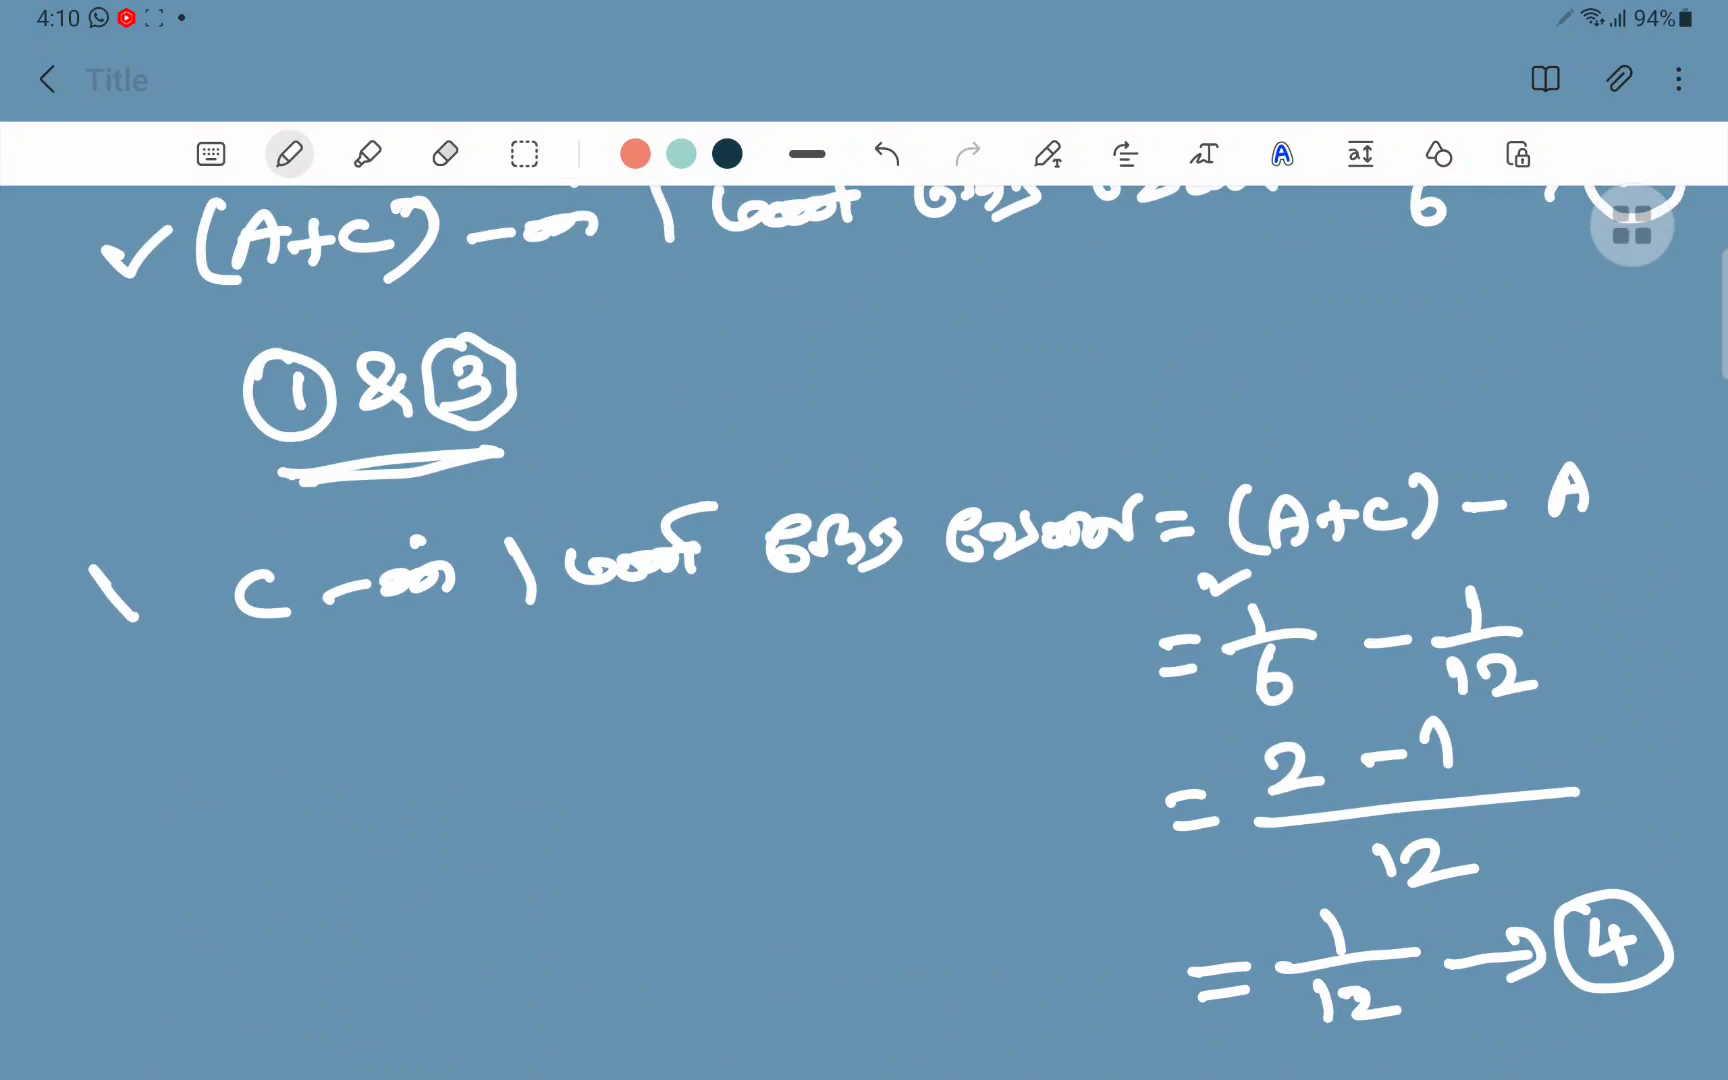 4:10 94%
Title
✓ (A+C) - ன் 1 மணி நேர வேலை 6
① & ③
C - ன் 1 மணி நேர வேலை = (A+C) - A
= 1/6 - 1/12
= 2 - 1 / 12
= 1/12 → ④